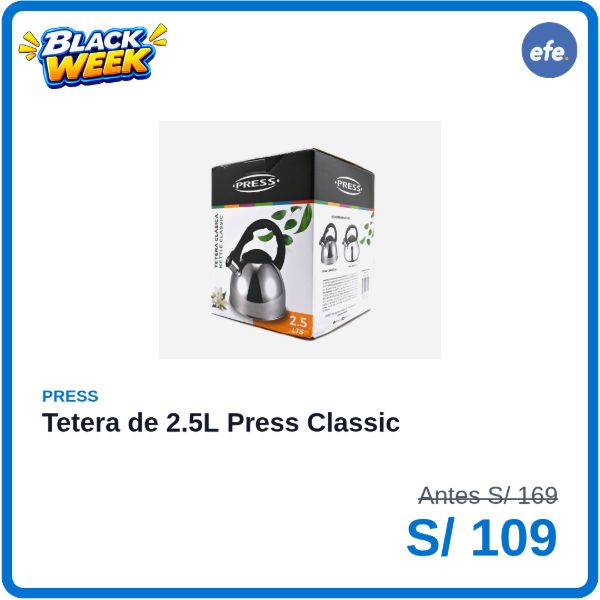 BLACK
WEEK
efe.
·PRESS·
·PRESS·
TETERA CLÁSICA
KETTLE CLASSIC
2.5
LTS
PRESS
Tetera de 2.5L Press Classic
Antes S/ 169
S/ 109